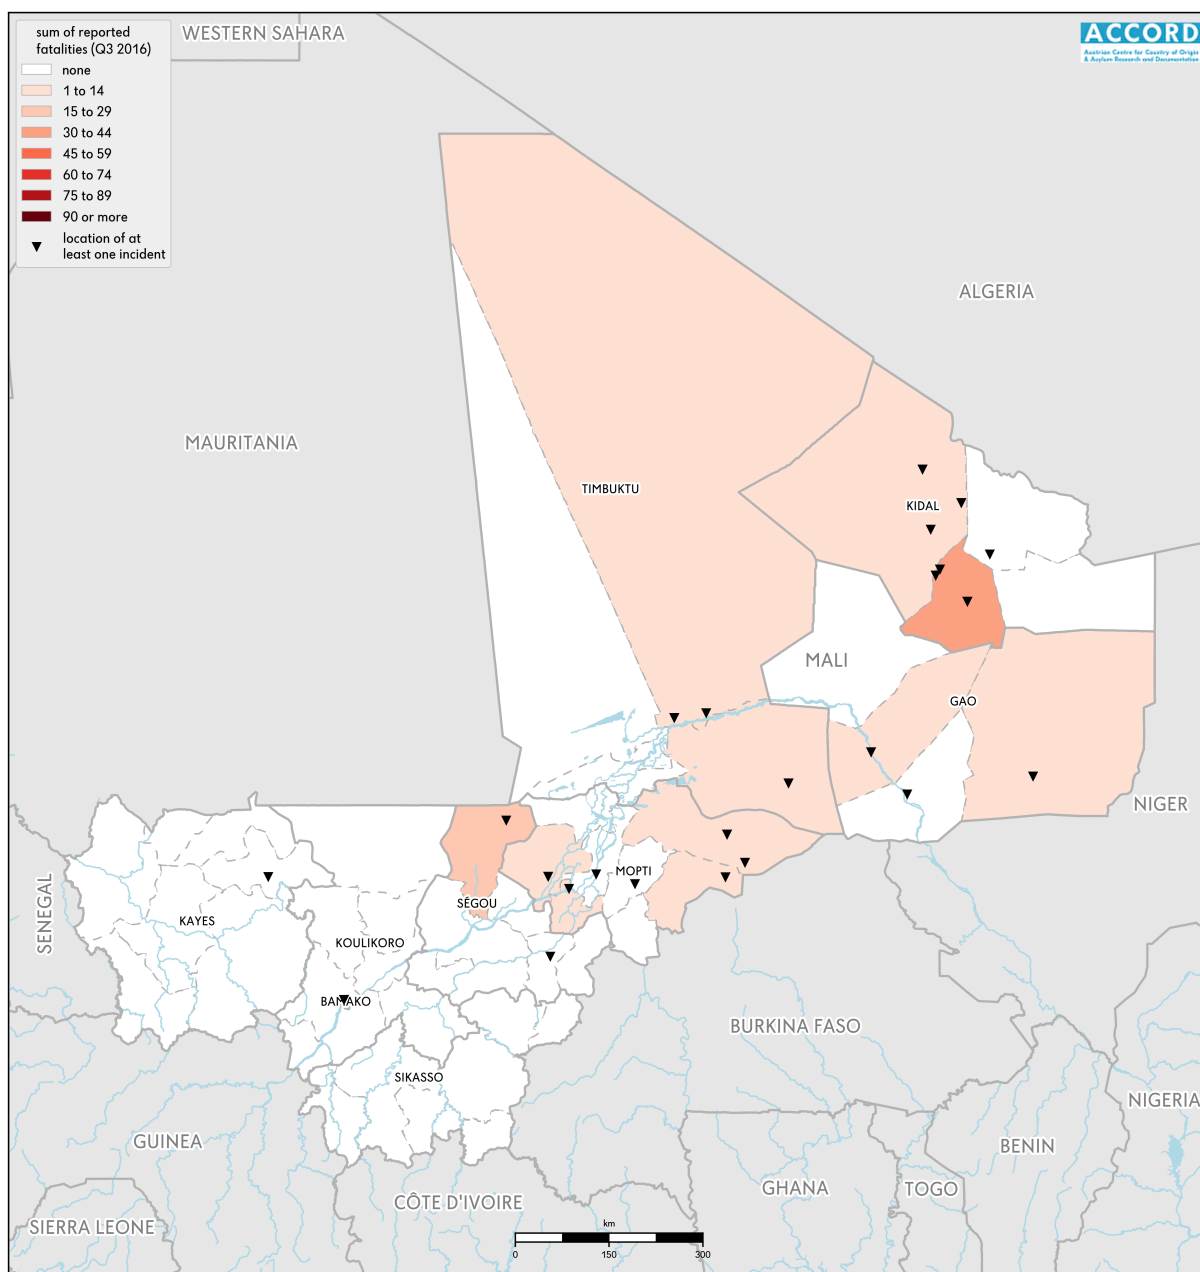 sum of reported
fatalities (Q3 2016)
none
1 to 14
15 to 29
30 to 44
45 to 59
60 to 74
75 to 89
90 or more
location of at
least one incident
WESTERN SAHARA
ACCORD
Austrian Centre for Country of Origin
& Asylum Research and Documentation
ALGERIA
MAURITANIA
TIMBUKTU
KIDAL
MALI
GAO
NIGER
MOPTI
SÉGOU
SENEGAL
KAYES
KOULIKORO
BAMAKO
BURKINA FASO
SIKASSO
NIGERIA
GUINEA
BENIN
GHANA
TOGO
CÔTE D'IVOIRE
SIERRA LEONE
km
0 150 300